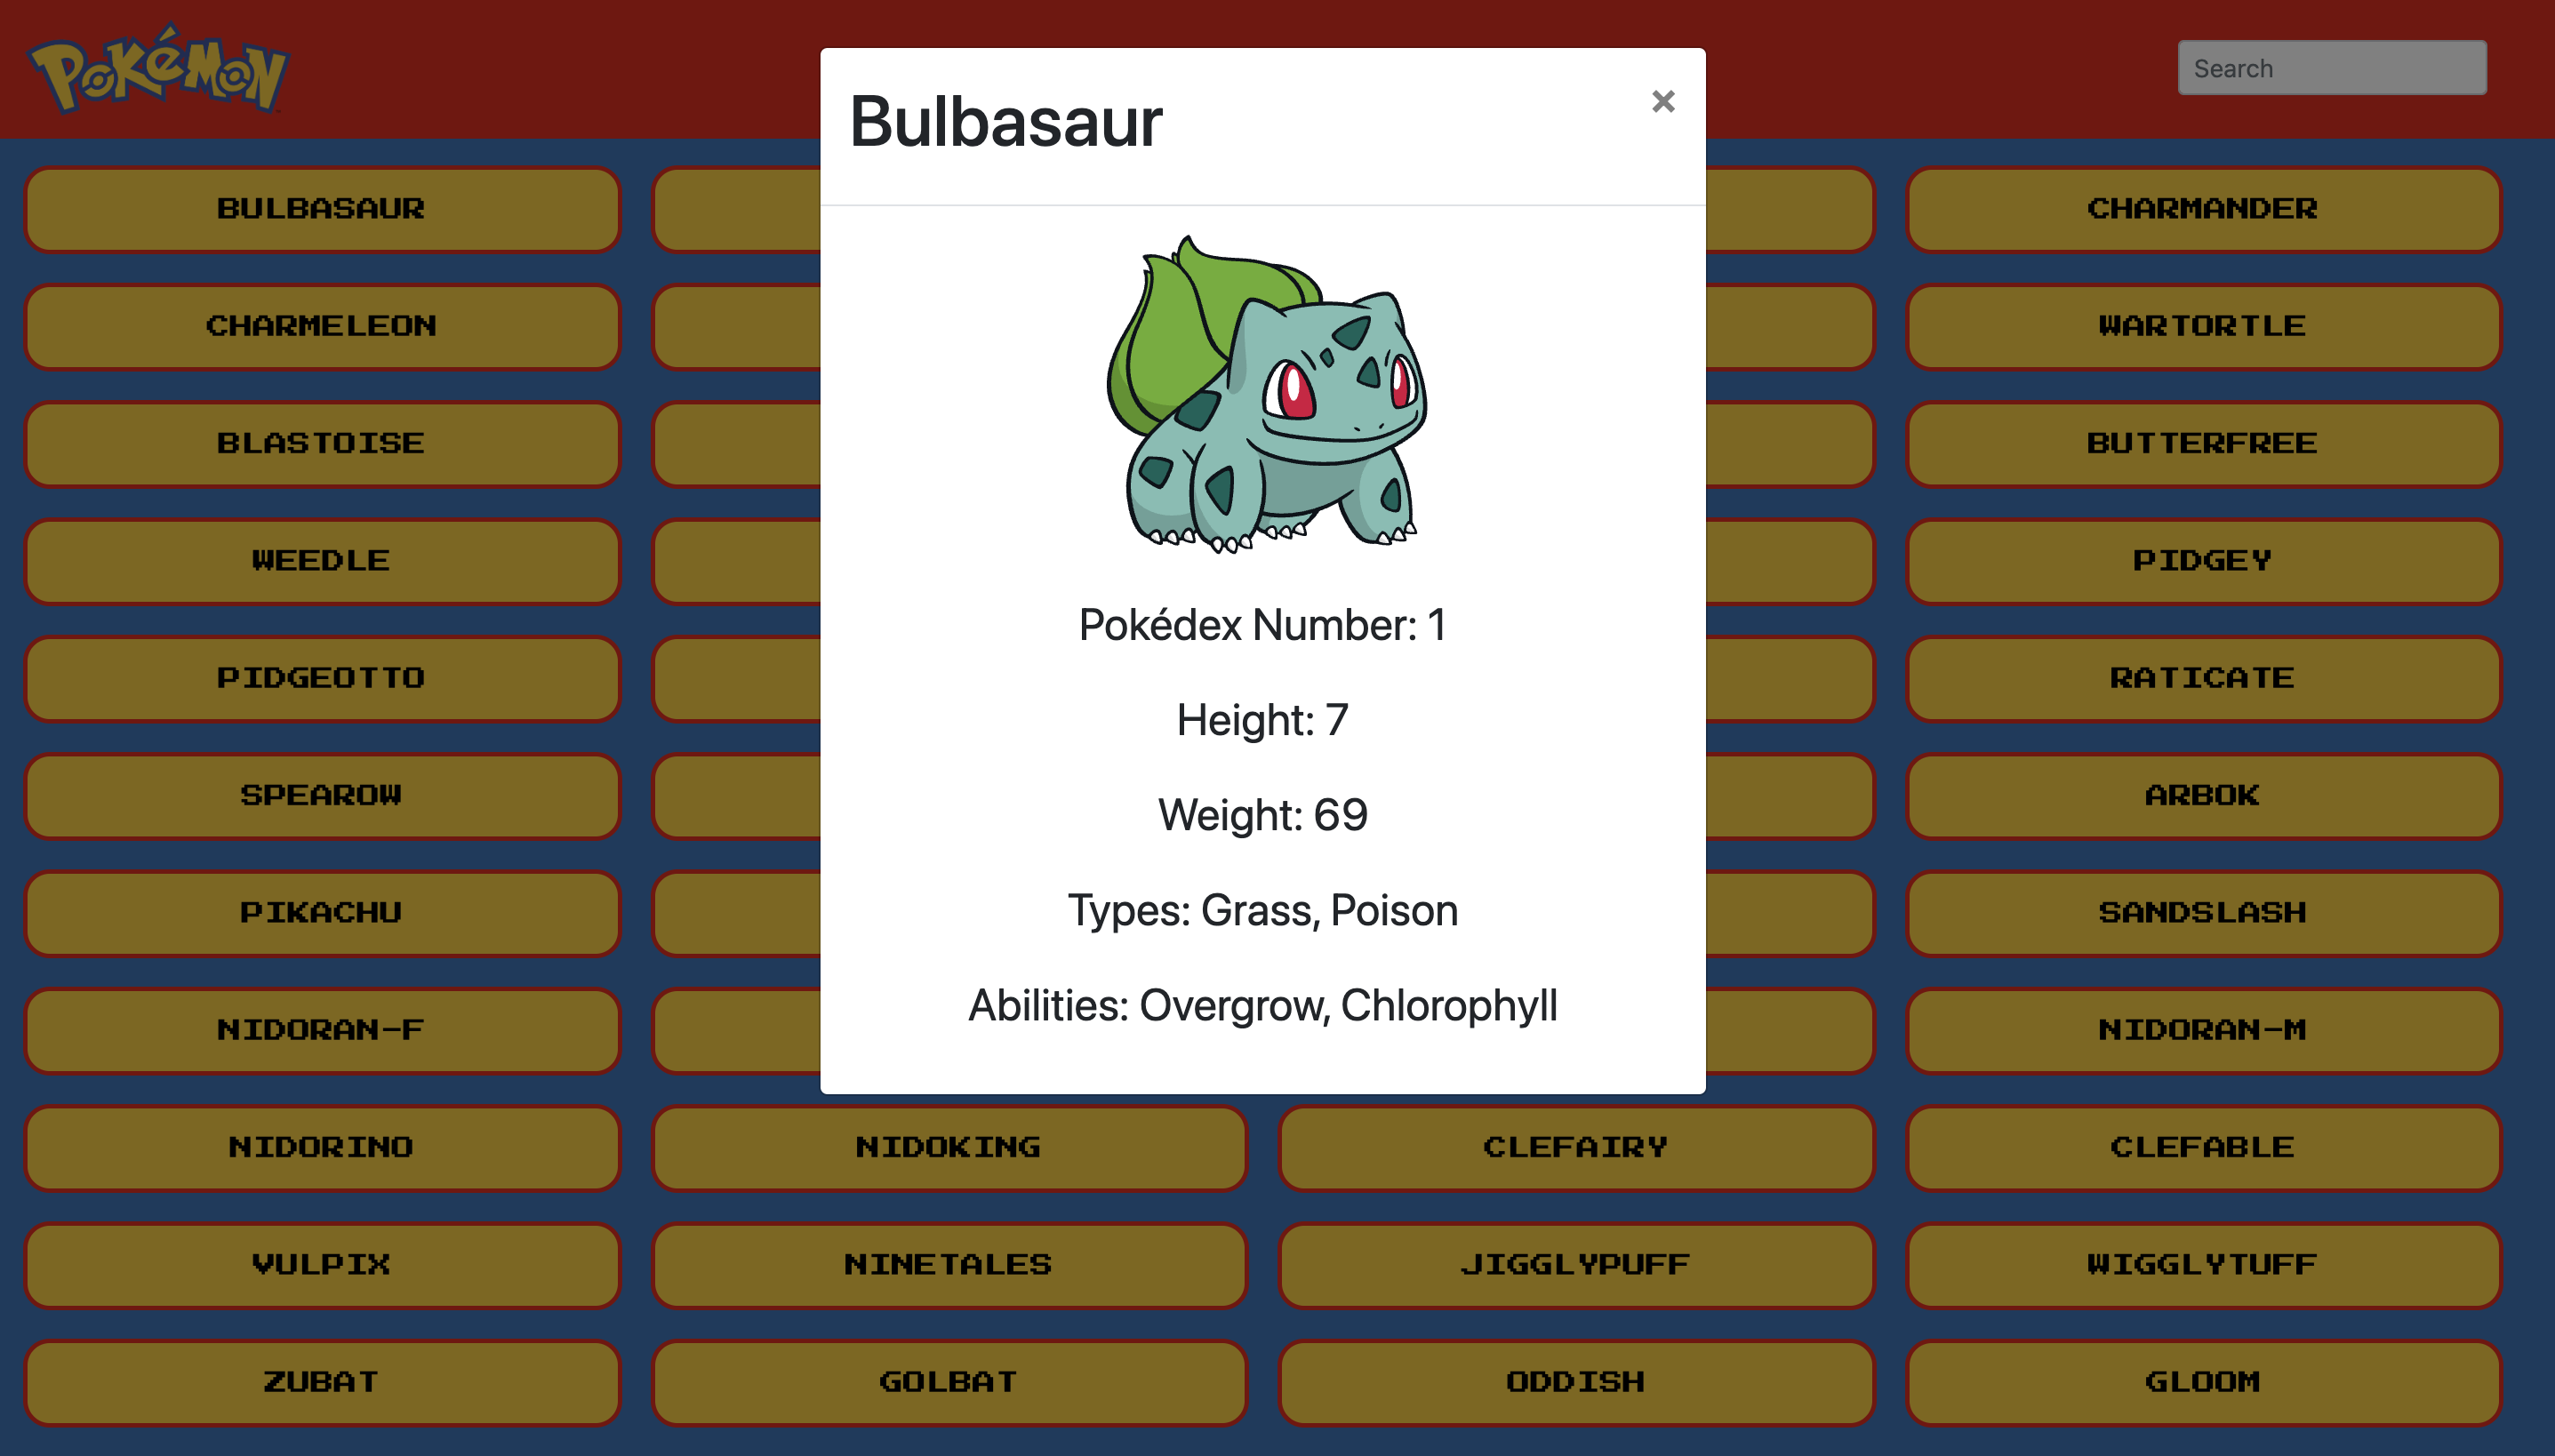 Pokémon
Search
Bulbasaur
×
Pokédex Number: 1
Height: 7
Weight: 69
Types: Grass, Poison
Abilities: Overgrow, Chlorophyll
BULBASAUR
CHARMANDER
CHARMELEON
WARTORTLE
BLASTOISE
BUTTERFREE
WEEDLE
PIDGEY
PIDGEOTTO
RATICATE
SPEAROW
ARBOK
PIKACHU
SANDSLASH
NIDORAN-F
NIDORAN-M
NIDORINO
NIDOKING
CLEFAIRY
CLEFABLE
VULPIX
NINETALES
JIGGLYPUFF
WIGGLYTUFF
ZUBAT
GOLBAT
ODDISH
GLOOM